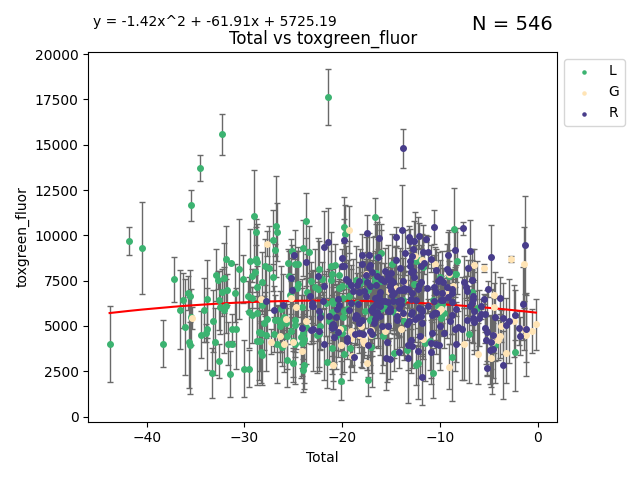 y = -1.42x^2 + -61.91x + 5725.19
N = 546
Total vs toxgreen_fluor
20000
17500
15000
12500
10000
7500
5000
2500
0
toxgreen_fluor
−40
−30
−20
−10
0
Total
L
G
R